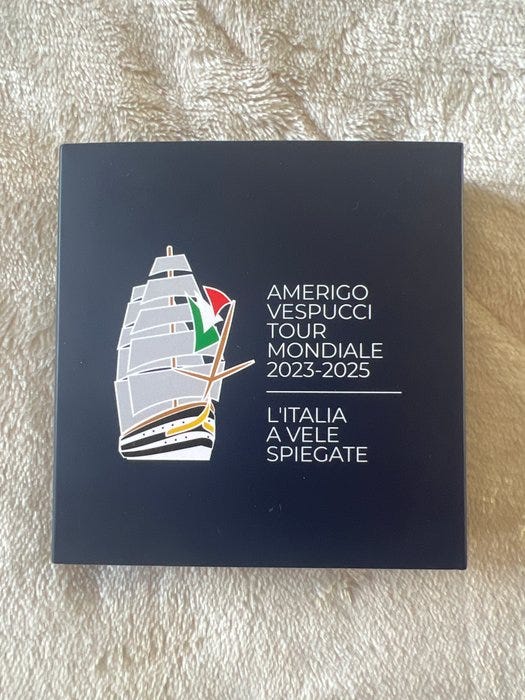 AMERIGO
VESPUCCI
TOUR
MONDIALE
2023-2025
L'ITALIA
A VELE
SPIEGATE